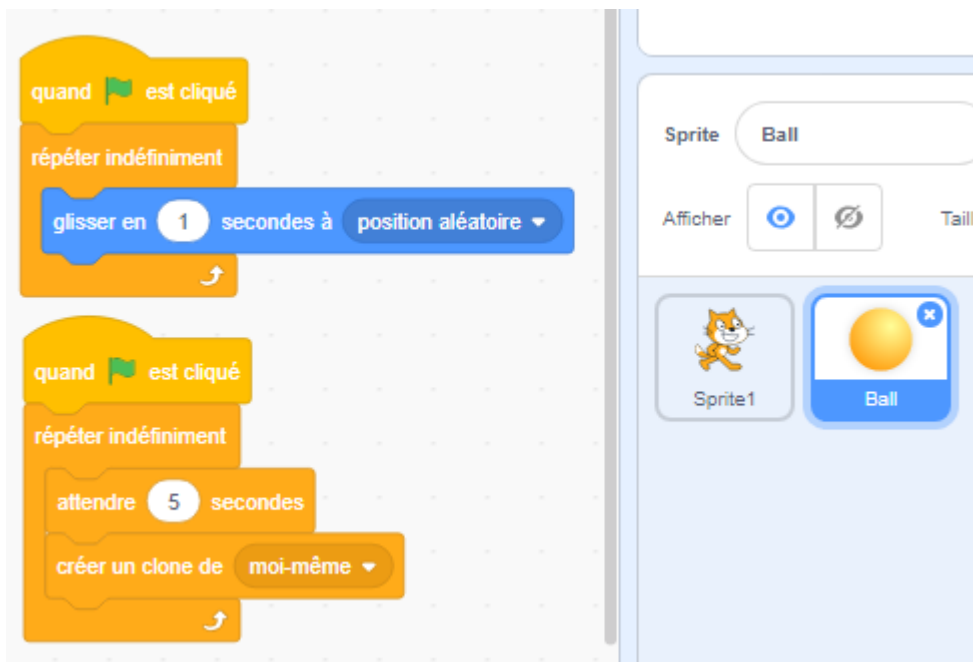 quand est cliqué
répéter indéfiniment
glisser en 1 secondes à position aléatoire
quand est cliqué
répéter indéfiniment
attendre 5 secondes
créer un clone de moi-même
Sprite Ball
Afficher Taill
Sprite1 Ball